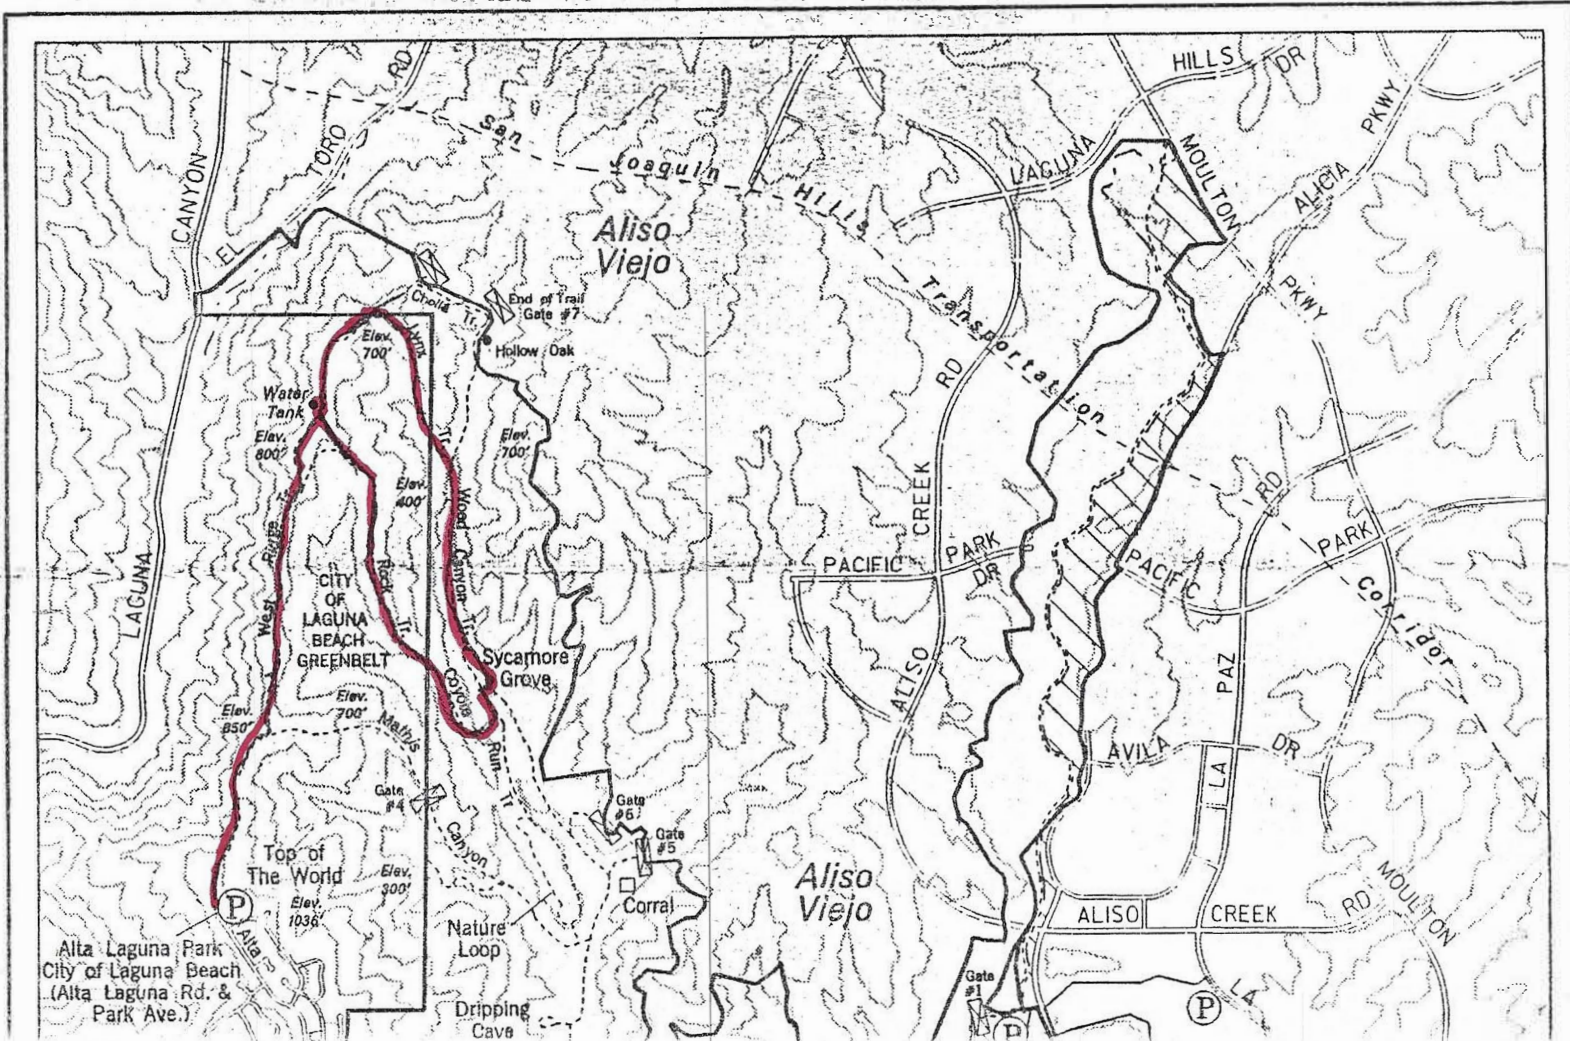 HILLS
DR
RD
PKWY
San
TORO
MOULTON
CANYON
Joaquin
LAGUNA
Hills
ALICIA
Aliso
Viejo
EL
Cholla
Tr.
End of Trail
Gate #7
Transportation
PKWY
Elev.
700'
Lynx
Tr.
Hollow Oak
RD
Water
Tank
Elev.
800'
Elev.
700'
Elev.
400'
Wood
Canyon
Tr.
CREEK
RD
PARK
Ridge
West
Rock
Tr.
PACIFIC
PARK
DR
PACIFIC
Corridor
LAGUNA
CITY
OF
LAGUNA
BEACH
GREENBELT
Sycamore
Grove
ALISO
PAZ
Coyote
Run
Tr
Elev.
850'
Elev.
700'
Mathis
AVILA
DR
LA
Gate
#4
Gate
#6
Gate
#5
Canyon
Top of
The World
Elev.
1036'
Elev.
300'
P
Corral
Aliso
Viejo
ALISO
CREEK
RD
MOULTON
Nature
Loop
Alta Laguna Park
City of Laguna Beach
(Alta Laguna Rd. &
Park Ave.)
Alta
Dripping
Cave
Gate
#1
P
P
LA